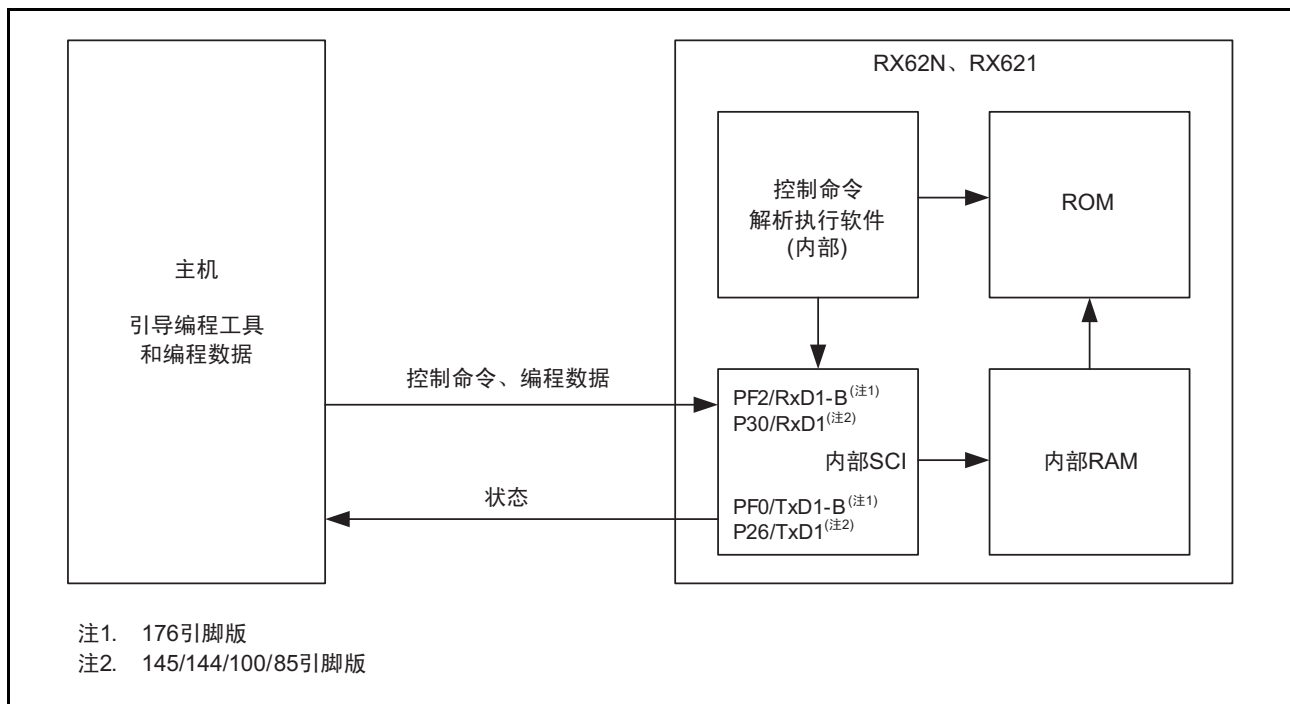 主机
引导编程工具
和编程数据
控制命令、编程数据
状态
RX62N、RX621
控制命令
解析执行软件
(内部)
ROM
PF2/RxD1-B(注1)
P30/RxD1(注2)
内部SCI
PF0/TxD1-B(注1)
P26/TxD1(注2)
内部RAM
注1. 176引脚版
注2. 145/144/100/85引脚版